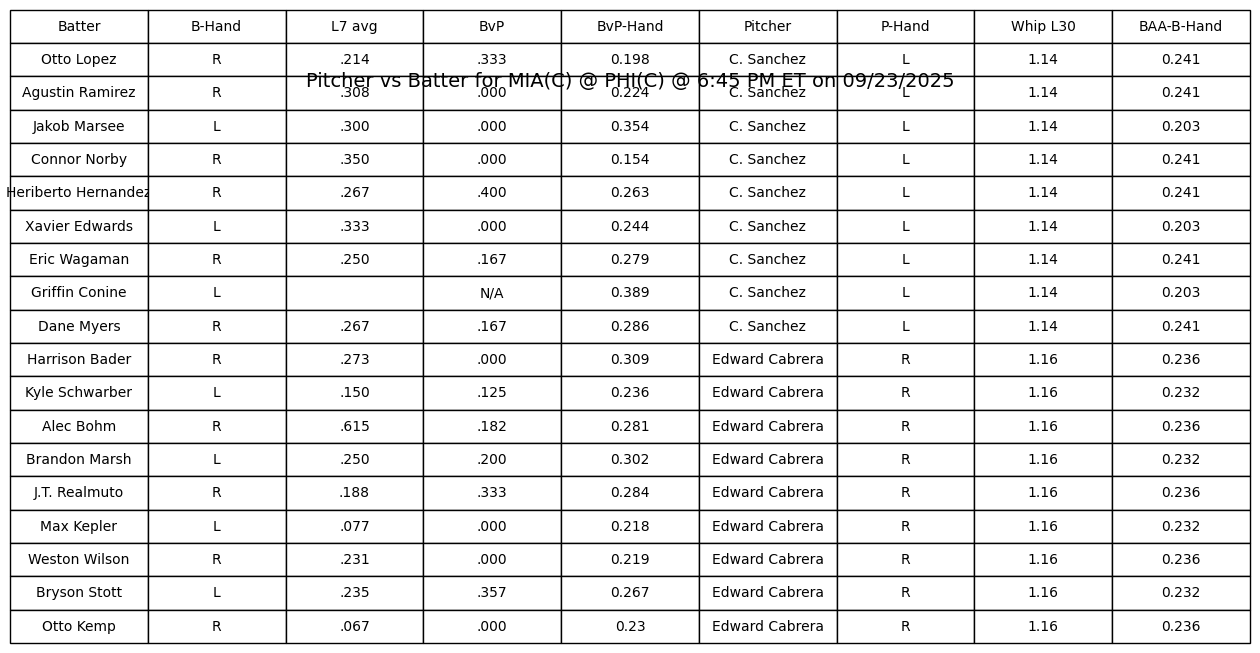 Batter B-Hand L7 avg BvP BvP-Hand Pitcher P-Hand Whip L30 BAA-B-Hand
Otto Lopez R .214 .333 0.198 C. Sanchez L 1.14 0.241
Pitcher vs Batter for MIA(C) @ PHI(C) @ 6:45 PM ET on 09/23/2025
Agustin Ramirez R .308 .000 0.224 C. Sanchez L 1.14 0.241
Jakob Marsee L .300 .000 0.354 C. Sanchez L 1.14 0.203
Connor Norby R .350 .000 0.154 C. Sanchez L 1.14 0.241
Heriberto Hernandez R .267 .400 0.263 C. Sanchez L 1.14 0.241
Xavier Edwards L .333 .000 0.244 C. Sanchez L 1.14 0.203
Eric Wagaman R .250 .167 0.279 C. Sanchez L 1.14 0.241
Griffin Conine L N/A 0.389 C. Sanchez L 1.14 0.203
Dane Myers R .267 .167 0.286 C. Sanchez L 1.14 0.241
Harrison Bader R .273 .000 0.309 Edward Cabrera R 1.16 0.236
Kyle Schwarber L .150 .125 0.236 Edward Cabrera R 1.16 0.232
Alec Bohm R .615 .182 0.281 Edward Cabrera R 1.16 0.236
Brandon Marsh L .250 .200 0.302 Edward Cabrera R 1.16 0.232
J.T. Realmuto R .188 .333 0.284 Edward Cabrera R 1.16 0.236
Max Kepler L .077 .000 0.218 Edward Cabrera R 1.16 0.232
Weston Wilson R .231 .000 0.219 Edward Cabrera R 1.16 0.236
Bryson Stott L .235 .357 0.267 Edward Cabrera R 1.16 0.232
Otto Kemp R .067 .000 0.23 Edward Cabrera R 1.16 0.236